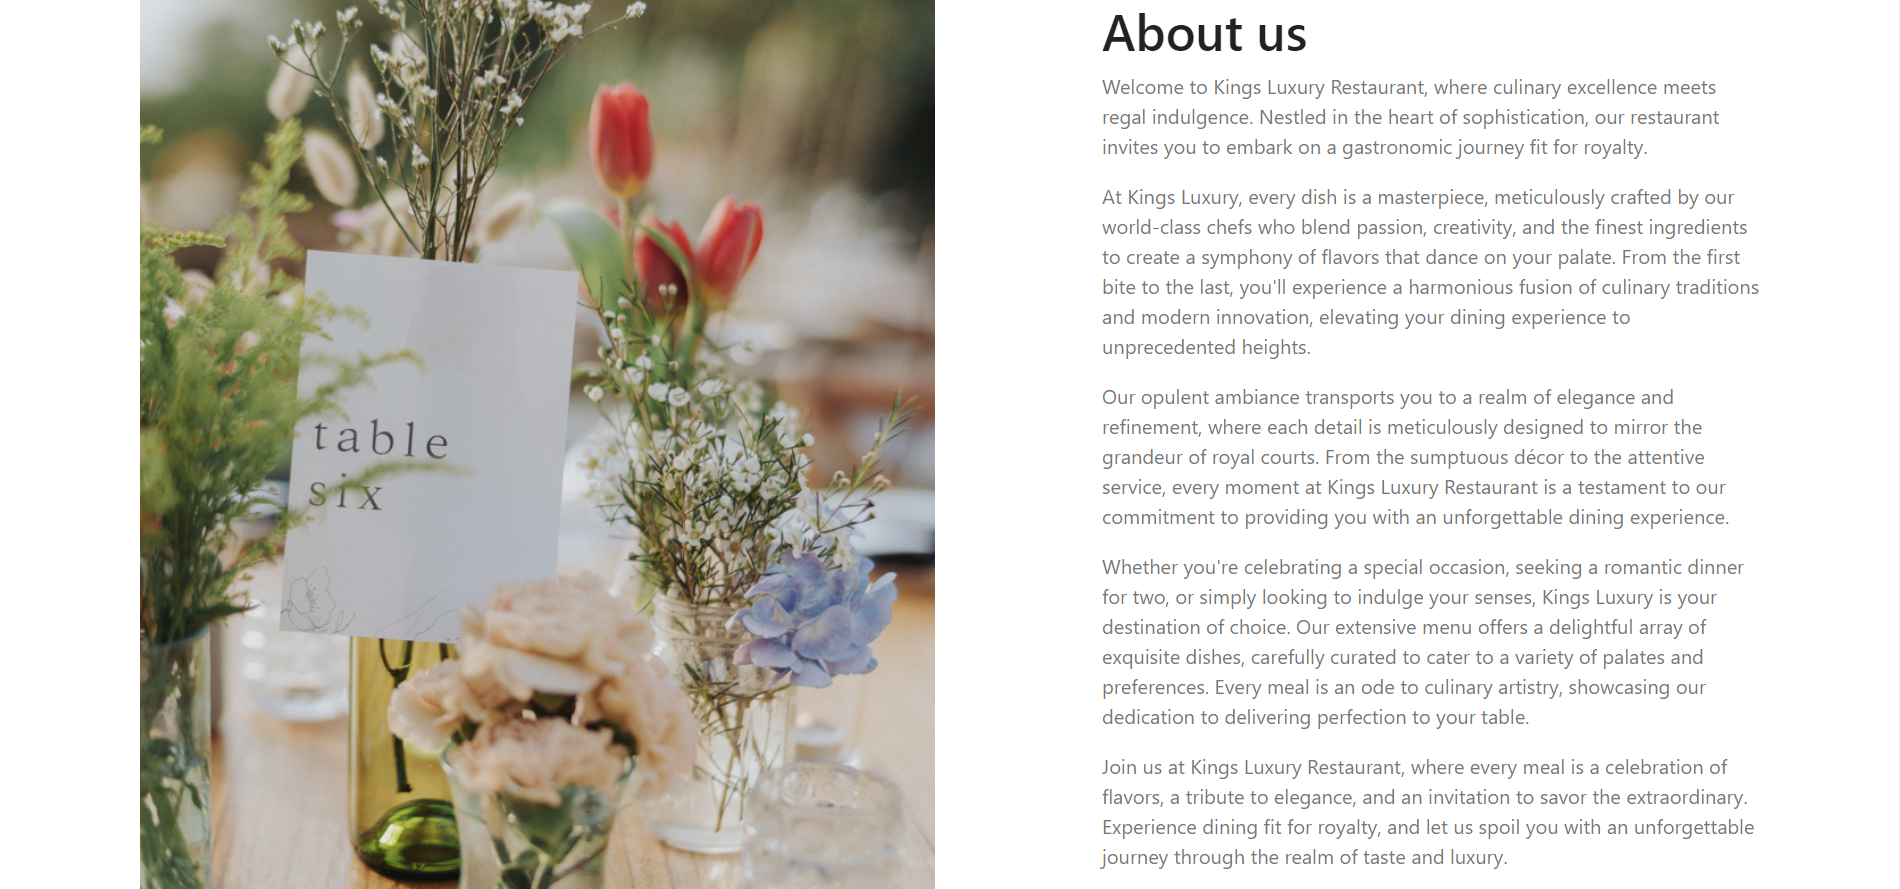 table
six
About us
Welcome to Kings Luxury Restaurant, where culinary excellence meets
regal indulgence. Nestled in the heart of sophistication, our restaurant
invites you to embark on a gastronomic journey fit for royalty.
At Kings Luxury, every dish is a masterpiece, meticulously crafted by our
world-class chefs who blend passion, creativity, and the finest ingredients
to create a symphony of flavors that dance on your palate. From the first
bite to the last, you'll experience a harmonious fusion of culinary traditions
and modern innovation, elevating your dining experience to
unprecedented heights.
Our opulent ambiance transports you to a realm of elegance and
refinement, where each detail is meticulously designed to mirror the
grandeur of royal courts. From the sumptuous décor to the attentive
service, every moment at Kings Luxury Restaurant is a testament to our
commitment to providing you with an unforgettable dining experience.
Whether you're celebrating a special occasion, seeking a romantic dinner
for two, or simply looking to indulge your senses, Kings Luxury is your
destination of choice. Our extensive menu offers a delightful array of
exquisite dishes, carefully curated to cater to a variety of palates and
preferences. Every meal is an ode to culinary artistry, showcasing our
dedication to delivering perfection to your table.
Join us at Kings Luxury Restaurant, where every meal is a celebration of
flavors, a tribute to elegance, and an invitation to savor the extraordinary.
Experience dining fit for royalty, and let us spoil you with an unforgettable
journey through the realm of taste and luxury.